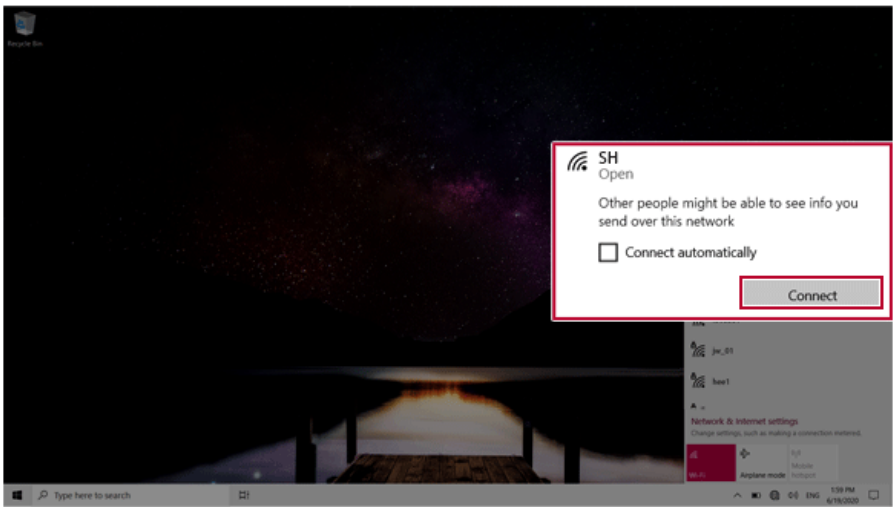 Recycle Bin
SH
Open
Other people might be able to see info you
send over this network
Connect automatically
Connect
jw_01
hee1
Network & Internet settings
Change settings, such as making a connection metered.
Wi-Fi
Airplane mode
Mobile
hotspot
Type here to search
ENG
1:59 PM
6/19/2020